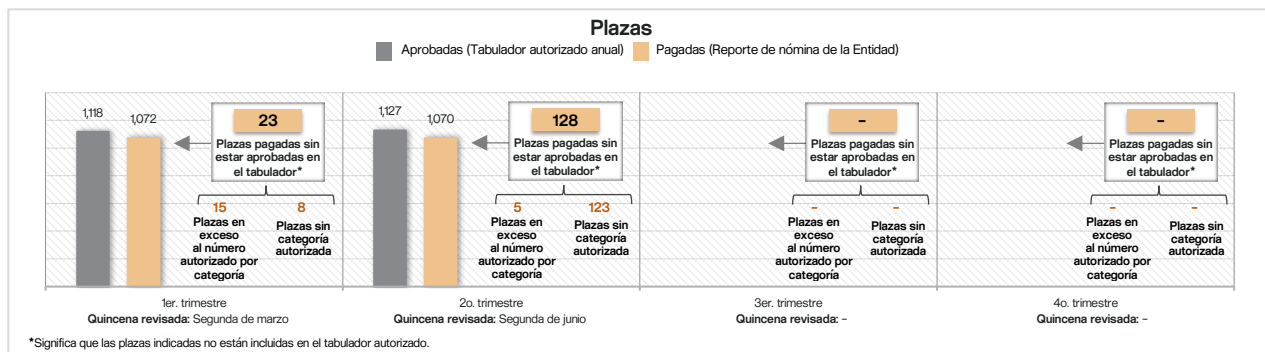 Plazas
Aprobadas (Tabulador autorizado anual) Pagadas (Reporte de nómina de la Entidad)
1,118
1,072
23
Plazas pagadas sin
estar aprobadas en
el tabulador*
15
Plazas en
exceso
al número
autorizado por
categoría
8
Plazas sin
categoría
autorizada
1er. trimestre
Quincena revisada: Segunda de marzo
1,127
1,070
128
Plazas pagadas sin
estar aprobadas en
el tabulador*
5
Plazas en
exceso
al número
autorizado por
categoría
123
Plazas sin
categoría
autorizada
2o. trimestre
Quincena revisada: Segunda de junio
-
Plazas pagadas sin
estar aprobadas en
el tabulador*
-
Plazas en
exceso
al número
autorizado por
categoría
-
Plazas sin
categoría
autorizada
3er. trimestre
Quincena revisada: -
-
Plazas pagadas sin
estar aprobadas en
el tabulador*
-
Plazas en
exceso
al número
autorizado por
categoría
-
Plazas sin
categoría
autorizada
4o. trimestre
Quincena revisada: -
*Significa que las plazas indicadas no están incluidas en el tabulador autorizado.